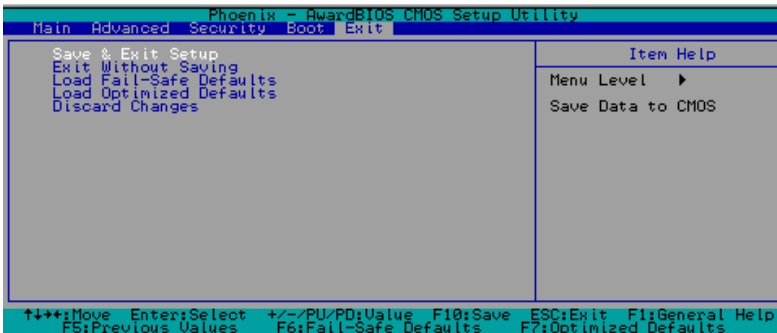 Phoenix - AwardBIOS CMOS Setup Utility
Main Advanced Security Boot Exit
Save & Exit Setup
Exit Without Saving
Load Fail-Safe Defaults
Load Optimized Defaults
Discard Changes
Item Help
Menu Level ▶
Save Data to CMOS
↑↓→←:Move Enter:Select +/-/PU/PD:Value F10:Save ESC:Exit F1:General Help
F5:Previous Values F6:Fail-Safe Defaults F7:Optimized Defaults